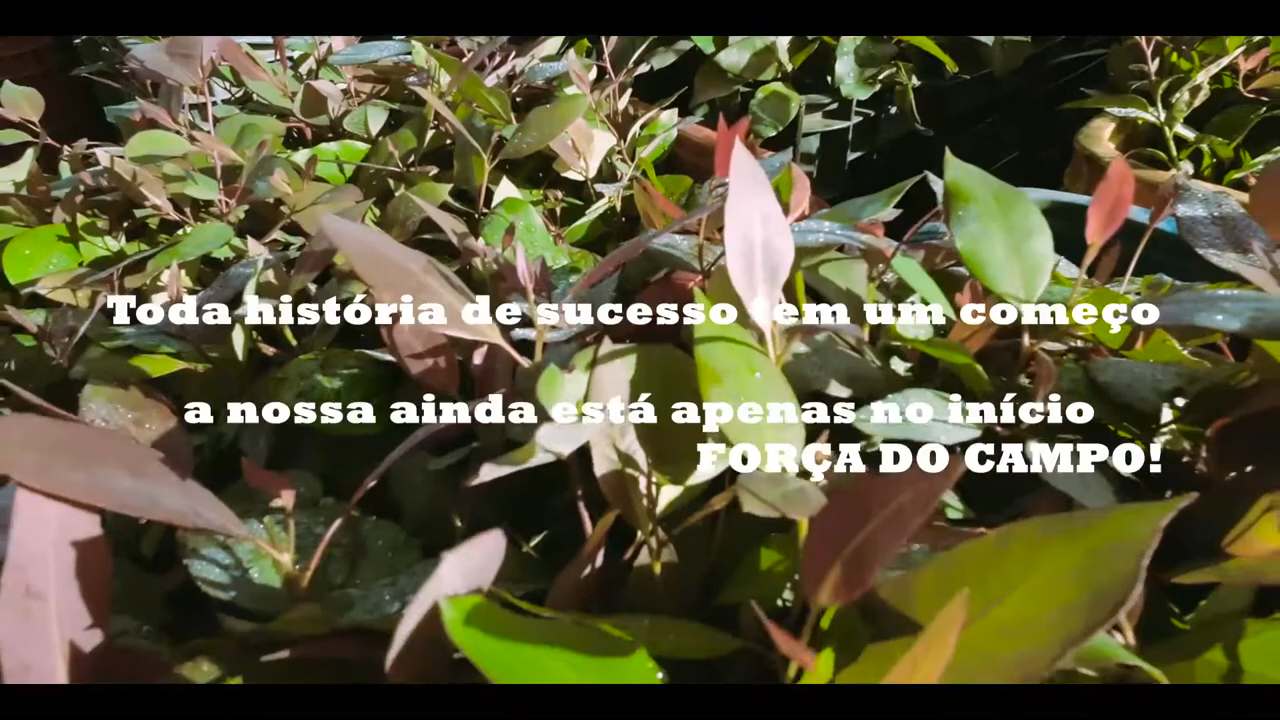 Toda história de sucesso tem um começo
a nossa ainda está apenas no início
FORÇA DO CAMPO!